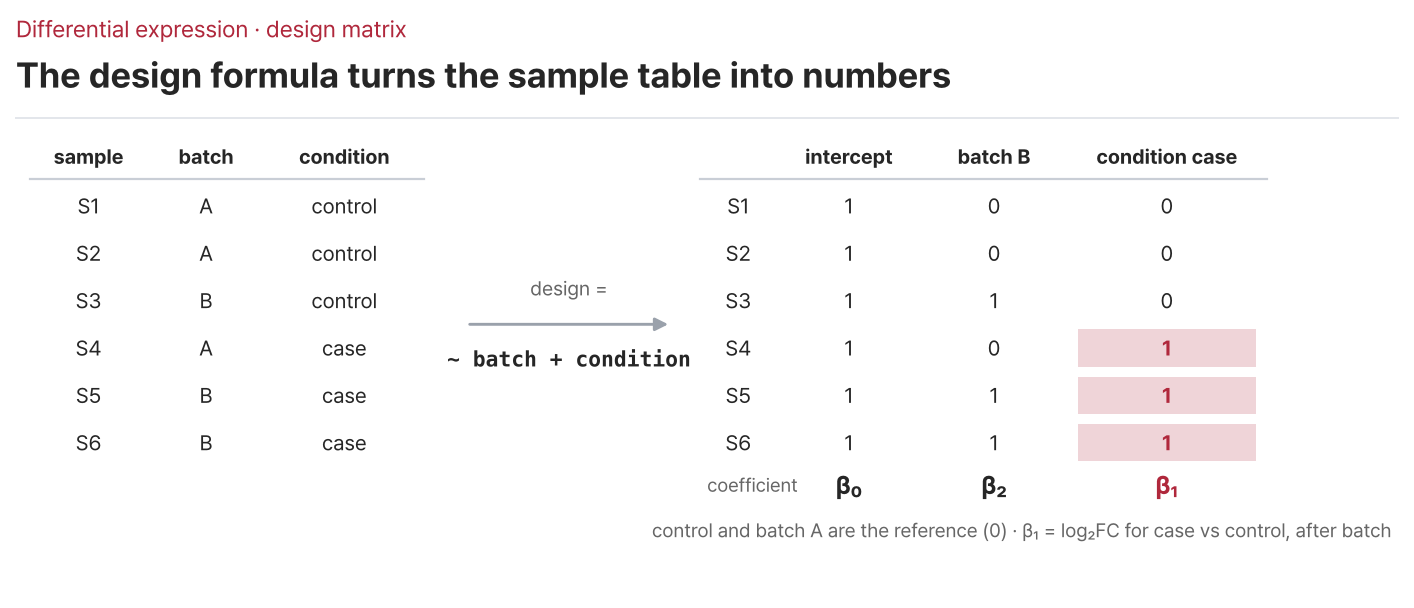 Differential expression · design matrix
The design formula turns the sample table into numbers
sample batch condition
S1 A control
S2 A control
S3 B control
S4 A case
S5 B case
S6 B case
design =
~ batch + condition
intercept batch B condition case
S1 1 0 0
S2 1 0 0
S3 1 1 0
S4 1 0 1
S5 1 1 1
S6 1 1 1
coefficient β₀ β₂ β₁
control and batch A are the reference (0) · β₁ = log₂FC for case vs control, after batch